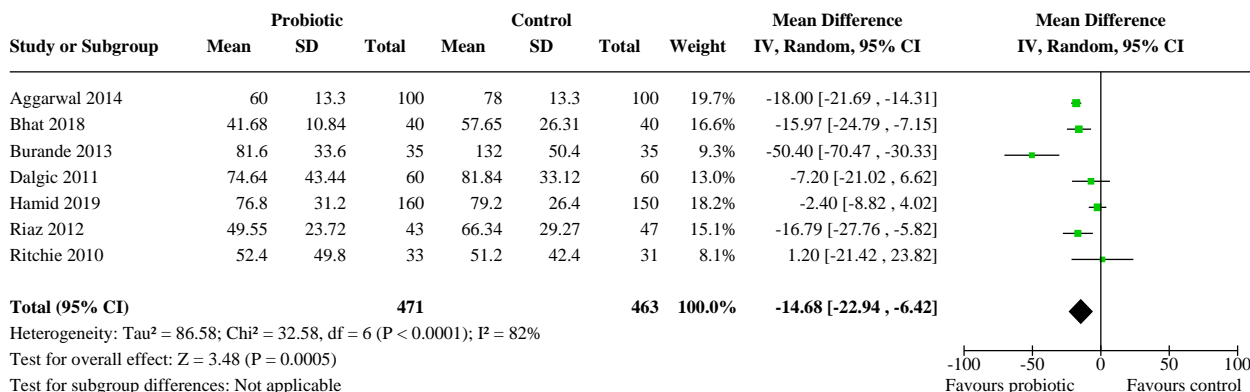 Probiotic Control Mean Difference Mean Difference
Study or Subgroup Mean SD Total Mean SD Total Weight IV, Random, 95% CI IV, Random, 95% CI
Aggarwal 2014 60 13.3 100 78 13.3 100 19.7% -18.00 [-21.69 , -14.31]
Bhat 2018 41.68 10.84 40 57.65 26.31 40 16.6% -15.97 [-24.79 , -7.15]
Burande 2013 81.6 33.6 35 132 50.4 35 9.3% -50.40 [-70.47 , -30.33]
Dalgic 2011 74.64 43.44 60 81.84 33.12 60 13.0% -7.20 [-21.02 , 6.62]
Hamid 2019 76.8 31.2 160 79.2 26.4 150 18.2% -2.40 [-8.82 , 4.02]
Riaz 2012 49.55 23.72 43 66.34 29.27 47 15.1% -16.79 [-27.76 , -5.82]
Ritchie 2010 52.4 49.8 33 51.2 42.4 31 8.1% 1.20 [-21.42 , 23.82]
Total (95% CI) 471 463 100.0% -14.68 [-22.94 , -6.42]
Heterogeneity: Tau² = 86.58; Chi² = 32.58, df = 6 (P < 0.0001); I² = 82%
Test for overall effect: Z = 3.48 (P = 0.0005)
Test for subgroup differences: Not applicable
-100 -50 0 50 100
Favours probiotic Favours control